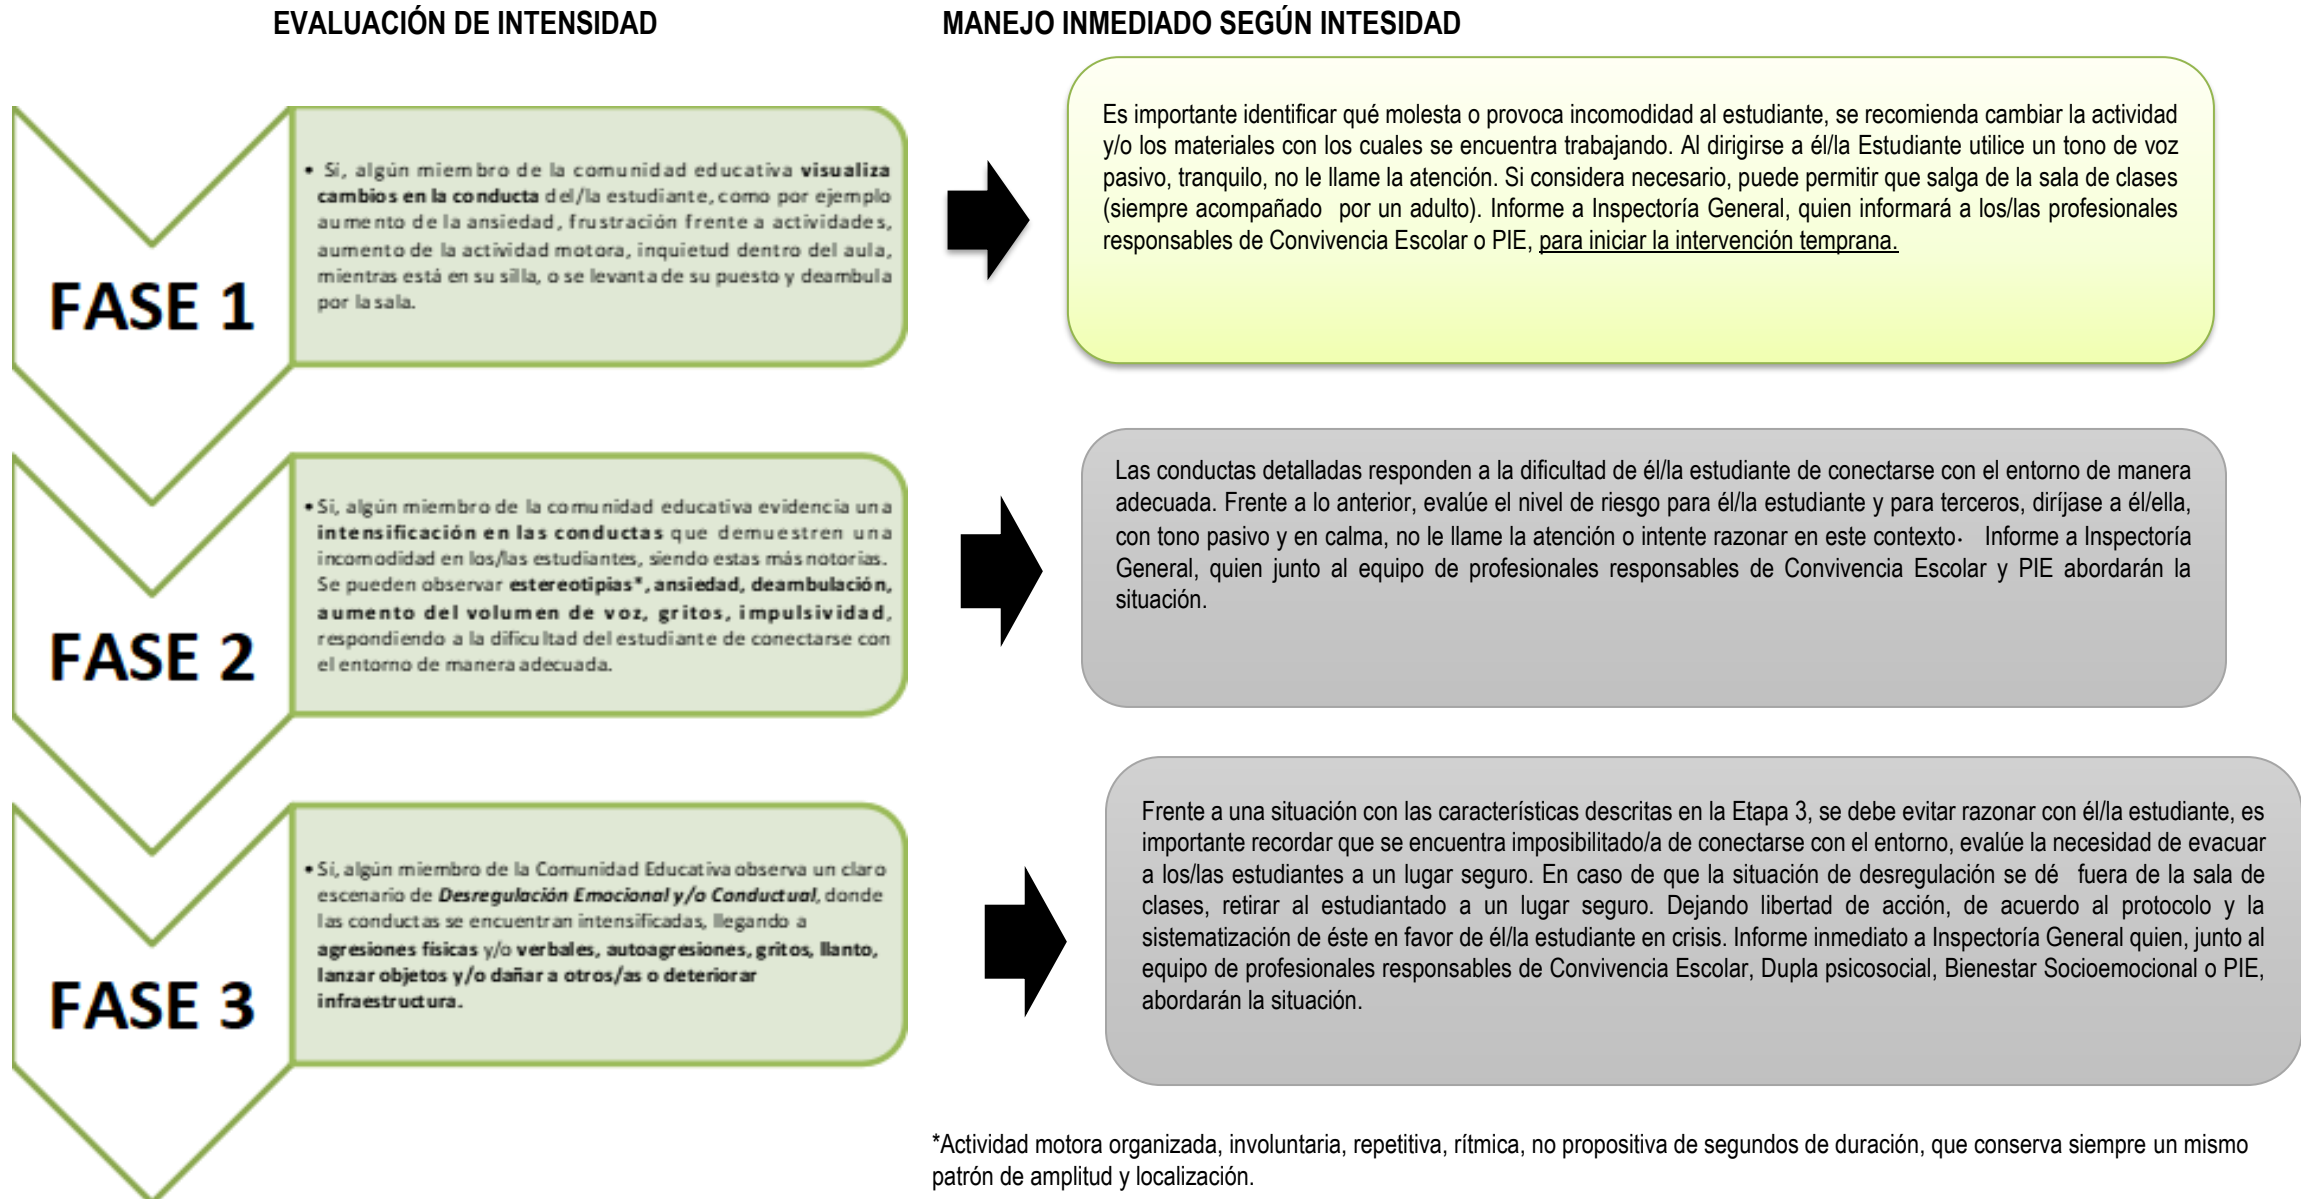 EVALUACIÓN DE INTENSIDAD
MANEJO INMEDIADO SEGÚN INTESIDAD
FASE 1
• Si, algún miembro de la comunidad educativa visualiza
cambios en la conducta del/la estudiante, como por ejemplo
aumento de la ansiedad, frustración frente a actividades,
aumento de la actividad motora, inquietud dentro del aula,
mientras está en su silla, o se levanta de su puesto y deambula
por la sala.
Es importante identificar qué molesta o provoca incomodidad al estudiante, se recomienda cambiar la actividad
y/o los materiales con los cuales se encuentra trabajando. Al dirigirse a él/la Estudiante utilice un tono de voz
pasivo, tranquilo, no le llame la atención. Si considera necesario, puede permitir que salga de la sala de clases
(siempre acompañado por un adulto). Informe a Inspectoría General, quien informará a los/las profesionales
responsables de Convivencia Escolar o PIE, para iniciar la intervención temprana.
FASE 2
• Si, algún miembro de la comunidad educativa evidencia una
intensificación en las conductas que demuestren una
incomodidad en los/las estudiantes, siendo estas más notorias.
Se pueden observar estereotipias*, ansiedad, deambulación,
aumento del volumen de voz, gritos, impulsividad,
respondiendo a la dificultad del estudiante de conectarse con
el entorno de manera adecuada.
Las conductas detalladas responden a la dificultad de él/la estudiante de conectarse con el entorno de manera
adecuada. Frente a lo anterior, evalúe el nivel de riesgo para él/la estudiante y para terceros, diríjase a él/ella,
con tono pasivo y en calma, no le llame la atención o intente razonar en este contexto. Informe a Inspectoría
General, quien junto al equipo de profesionales responsables de Convivencia Escolar y PIE abordarán la
situación.
FASE 3
• Si, algún miembro de la Comunidad Educativa observa un claro
escenario de Desregulación Emocional y/o Conductual, donde
las conductas se encuentran intensificadas, llegando a
agresiones físicas y/o verbales, autoagresiones, gritos, llanto,
lanzar objetos y/o dañar a otros/as o deteriorar
infraestructura.
Frente a una situación con las características descritas en la Etapa 3, se debe evitar razonar con él/la estudiante, es
importante recordar que se encuentra imposibilitado/a de conectarse con el entorno, evalúe la necesidad de evacuar
a los/las estudiantes a un lugar seguro. En caso de que la situación de desregulación se dé fuera de la sala de
clases, retirar al estudiantado a un lugar seguro. Dejando libertad de acción, de acuerdo al protocolo y la
sistematización de éste en favor de él/la estudiante en crisis. Informe inmediato a Inspectoría General quien, junto al
equipo de profesionales responsables de Convivencia Escolar, Dupla psicosocial, Bienestar Socioemocional o PIE,
abordarán la situación.
*Actividad motora organizada, involuntaria, repetitiva, rítmica, no propositiva de segundos de duración, que conserva siempre un mismo
patrón de amplitud y localización.